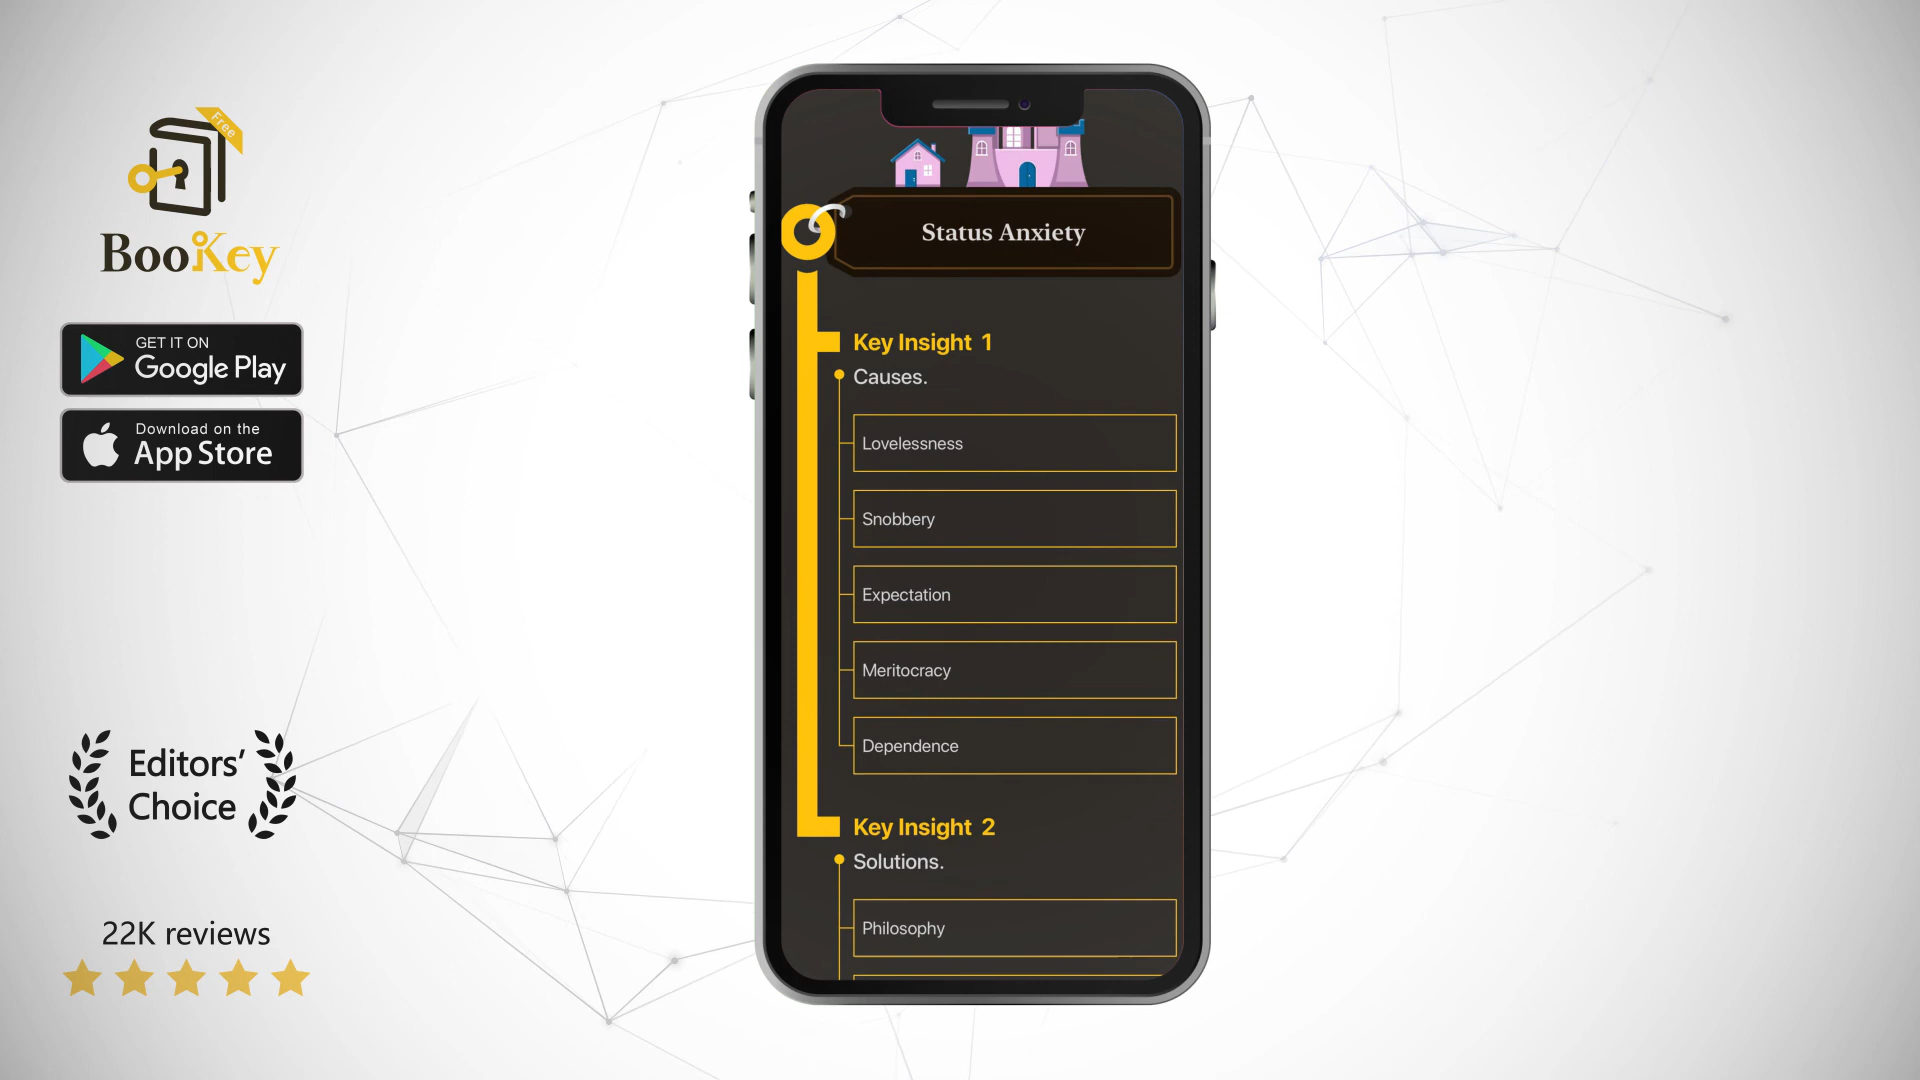 Free
BooKey
GET IT ON
Google Play
Download on the
App Store
Editors’
Choice
22K reviews
Status Anxiety
Key Insight 1
Causes.
Lovelessness
Snobbery
Expectation
Meritocracy
Dependence
Key Insight 2
Solutions.
Philosophy